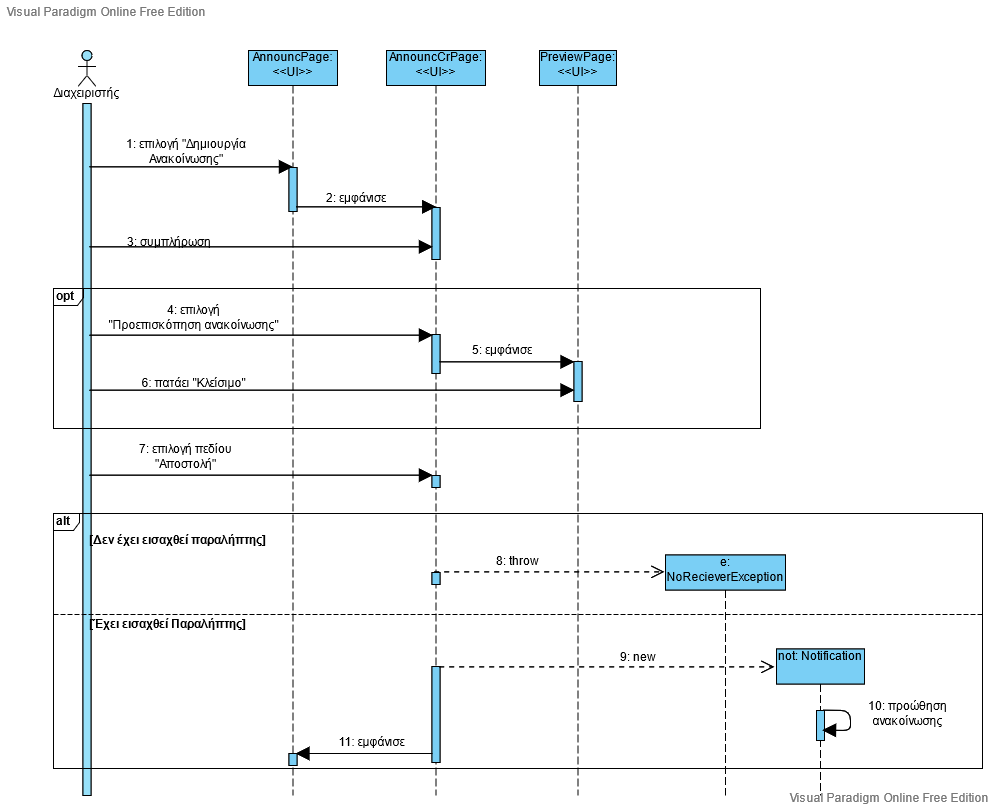 Visual Paradigm Online Free Edition
Διαχειριστής
AnnouncPage:
<<UI>>
AnnouncCrPage:
<<UI>>
PreviewPage:
<<UI>>
1: επιλογή "Δημιουργία
Ανακοίνωσης"
2: εμφάνισε
3: συμπλήρωση
opt
4: επιλογή
"Προεπισκόπηση ανακοίνωσης"
5: εμφάνισε
6: πατάει "Κλείσιμο"
7: επιλογή πεδίου
"Αποστολή"
alt
[Δεν έχει εισαχθεί παραλήπτης]
8: throw
e:
NoRecieverException
[Έχει εισαχθεί Παραλήπτης]
9: new
not: Notification
10: προώθηση
ανακοίνωσης
11: εμφάνισε
Visual Paradigm Online Free Edition